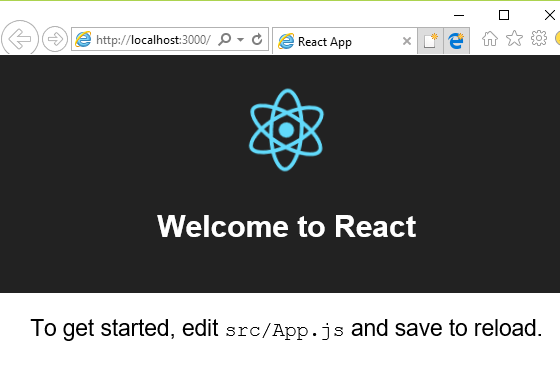 http://localhost:3000/
React App
Welcome to React
To get started, edit src/App.js and save to reload.